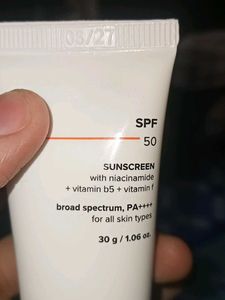 08/27
SPF
50
SUNSCREEN
with niacinamide
+ vitamin b5 + vitamin f
broad spectrum, PA++++
for all skin types
30 g / 1.06 oz.